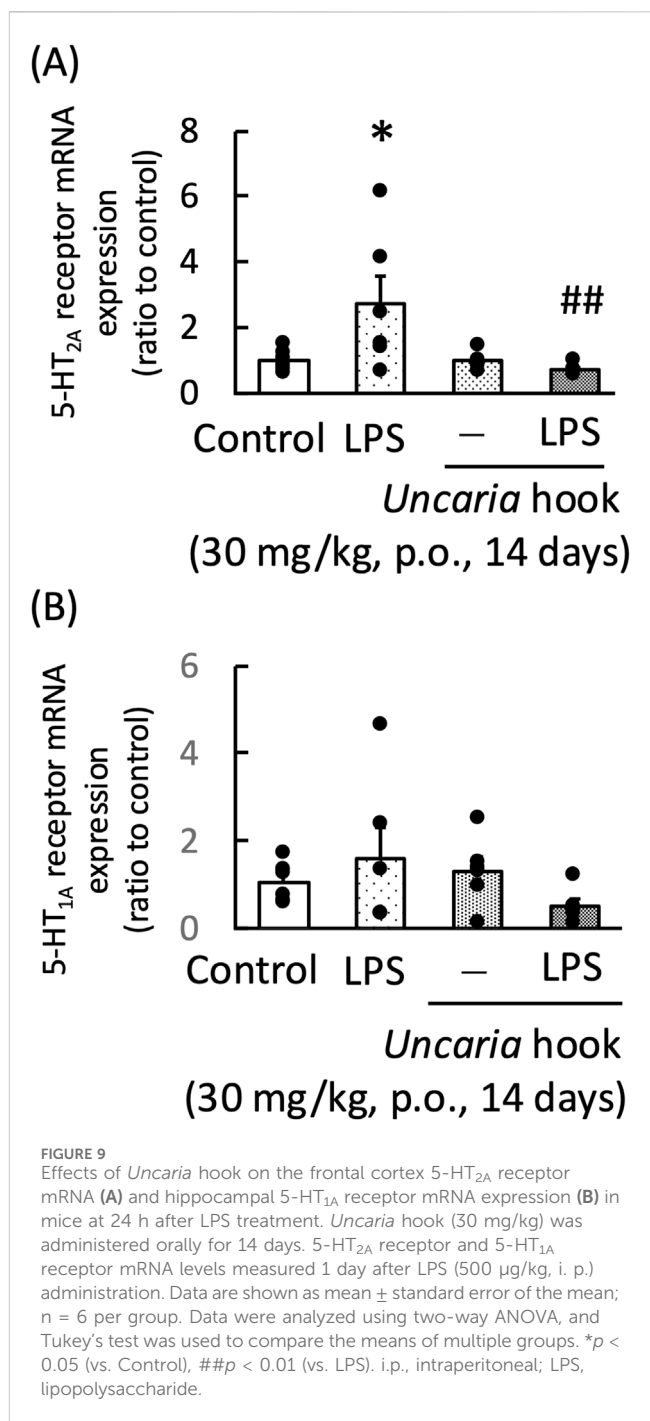 (A)
5-HT2A receptor mRNA
expression
(ratio to control)
8
6
4
2
0
*
##
Control LPS – LPS
Uncaria hook
(30 mg/kg, p.o., 14 days)
(B)
5-HT1A receptor mRNA
expression
(ratio to control)
6
4
2
0
Control LPS – LPS
Uncaria hook
(30 mg/kg, p.o., 14 days)
FIGURE 9
Effects of Uncaria hook on the frontal cortex 5-HT2A receptor
mRNA (A) and hippocampal 5-HT1A receptor mRNA expression (B) in
mice at 24 h after LPS treatment. Uncaria hook (30 mg/kg) was
administered orally for 14 days. 5-HT2A receptor and 5-HT1A
receptor mRNA levels measured 1 day after LPS (500 µg/kg, i. p.)
administration. Data are shown as mean ± standard error of the mean;
n = 6 per group. Data were analyzed using two-way ANOVA, and
Tukey's test was used to compare the means of multiple groups. *p <
0.05 (vs. Control), ##p < 0.01 (vs. LPS). i.p., intraperitoneal; LPS,
lipopolysaccharide.